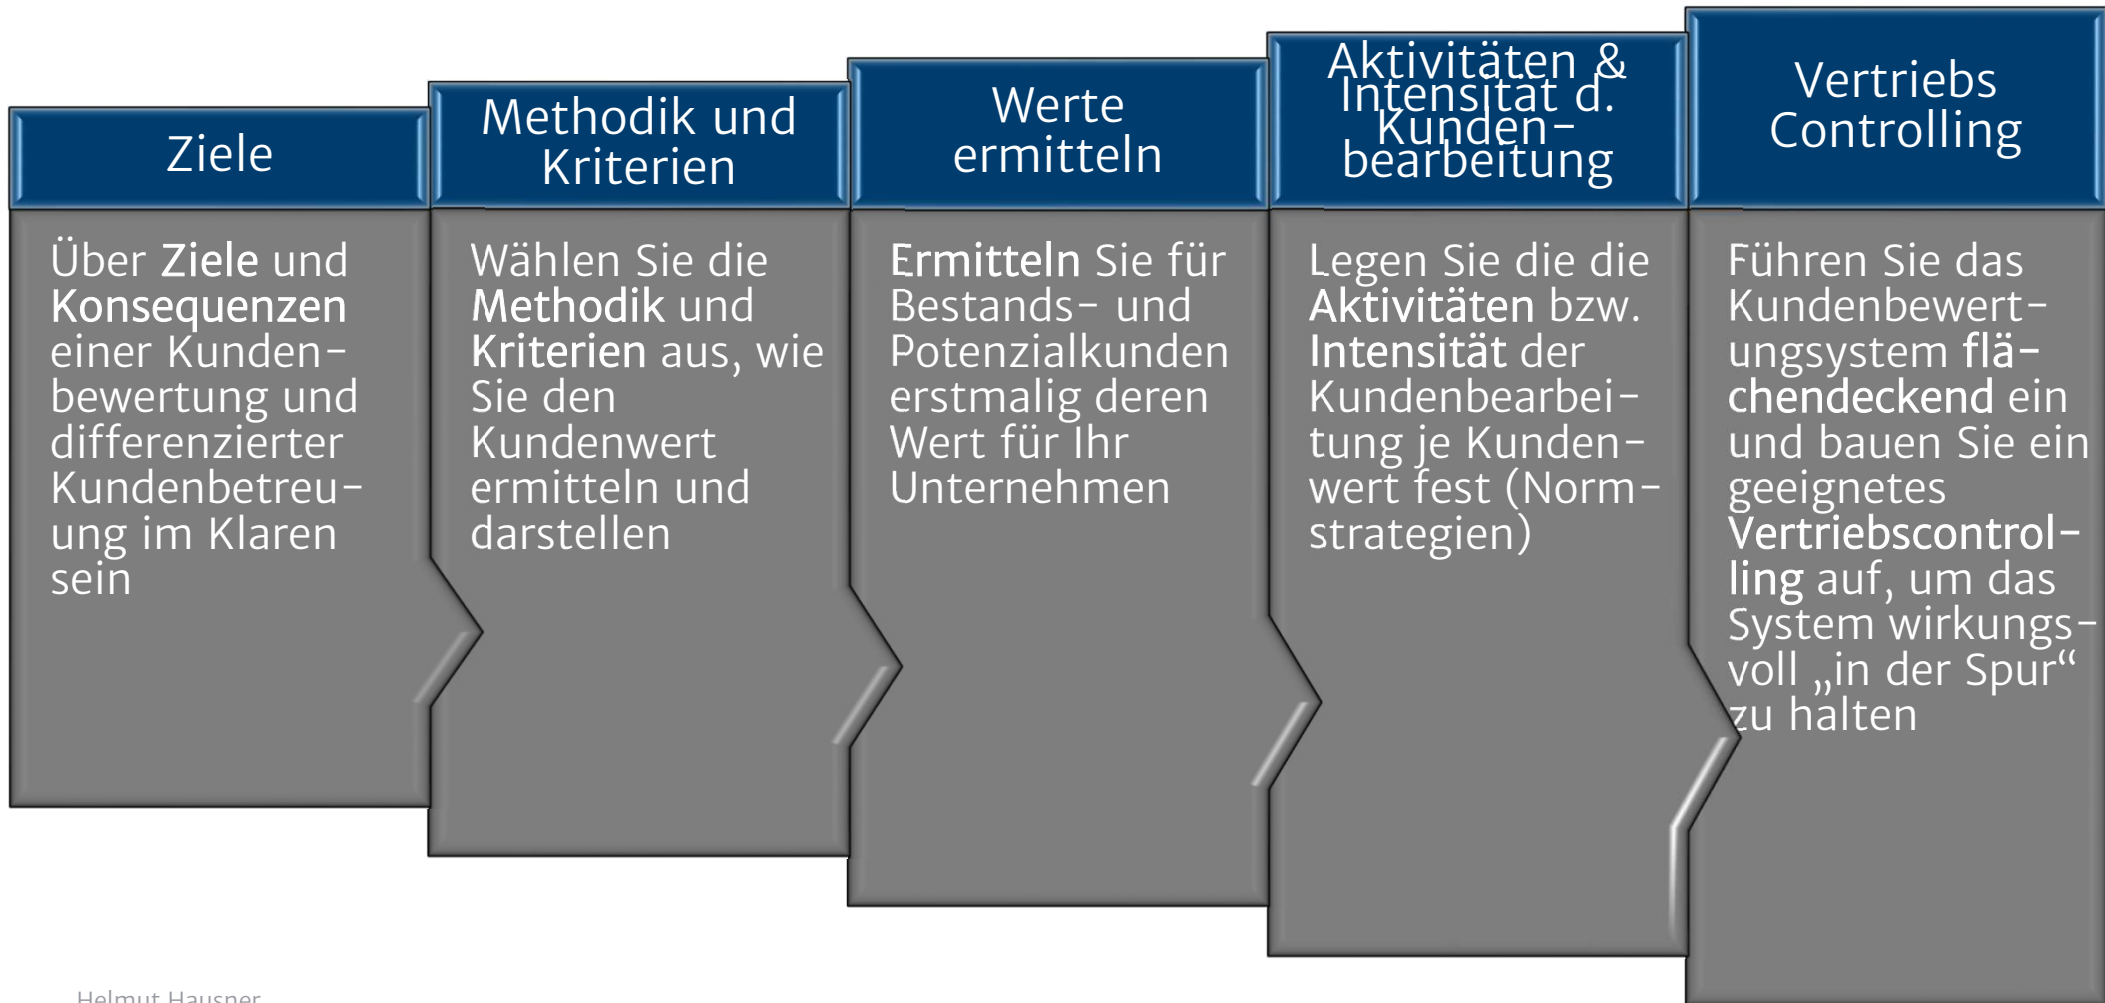 Ziele
Über Ziele und
Konsequenzen
einer Kunden-
bewertung und
differenzierter
Kundenbetreu-
ung im Klaren
sein
Methodik und
Kriterien
Wählen Sie die
Methodik und
Kriterien aus, wie
Sie den
Kundenwert
ermitteln und
darstellen
Werte
ermitteln
Ermitteln Sie für
Bestands- und
Potenzialkunden
erstmalig deren
Wert für Ihr
Unternehmen
Aktivitäten &
Intensität d.
Kunden-
bearbeitung
Legen Sie die die
Aktivitäten bzw.
Intensität der
Kundenbearbei-
tung je Kunden-
wert fest (Norm-
strategien)
Vertriebs
Controlling
Führen Sie das
Kundenbewert-
ungsystem flä-
chendeckend ein
und bauen Sie ein
geeignetes
Vertriebscontrol-
ling auf, um das
System wirkungs-
voll „in der Spur“
zu halten
Helmut Hausner